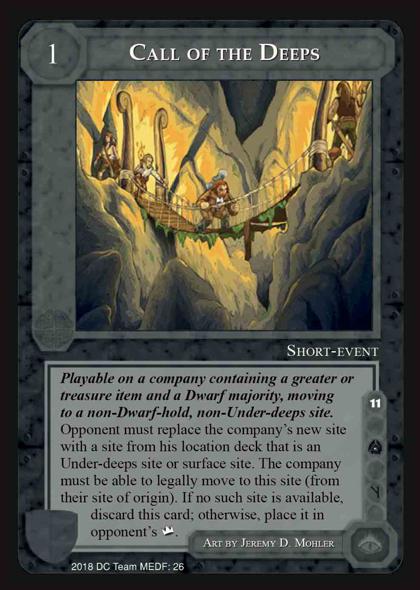 1
CALL OF THE DEEPS
SHORT-EVENT
Playable on a company containing a greater or
treasure item and a Dwarf majority, moving
to a non-Dwarf-hold, non-Under-deeps site.
Opponent must replace the company's new site
with a site from his location deck that is an
Under-deeps site or surface site. The company
must be able to legally move to this site (from
their site of origin). If no such site is available,
discard this card; otherwise, place it in
opponent's .
11
ART BY JEREMY D. MOHLER
2018 DC Team MEDF: 26